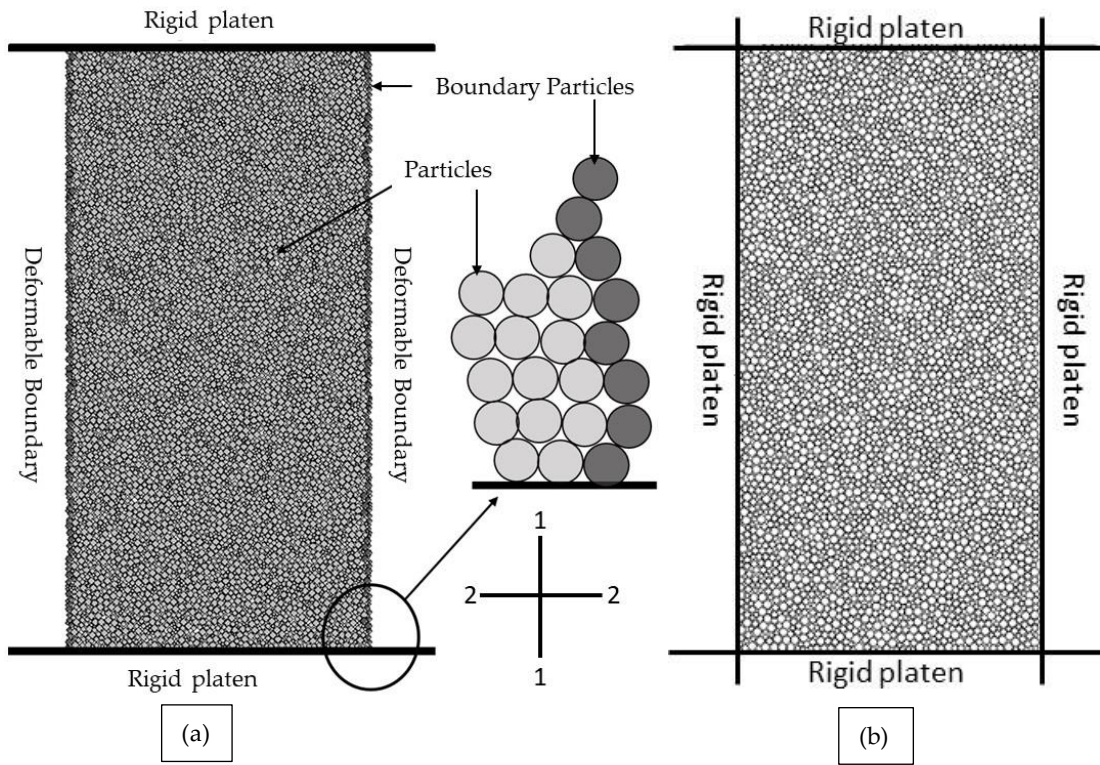 Rigid platen
Boundary Particles
Particles
Deformable Boundary
Deformable Boundary
Rigid platen
1
2
2
1
(a)
Rigid platen
Rigid platen
Rigid platen
Rigid platen
(b)